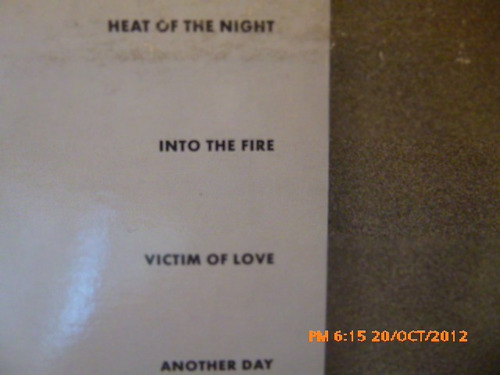 HEAT OF THE NIGHT
INTO THE FIRE
VICTIM OF LOVE
PM 6:15 20/OCT/2012
ANOTHER DAY